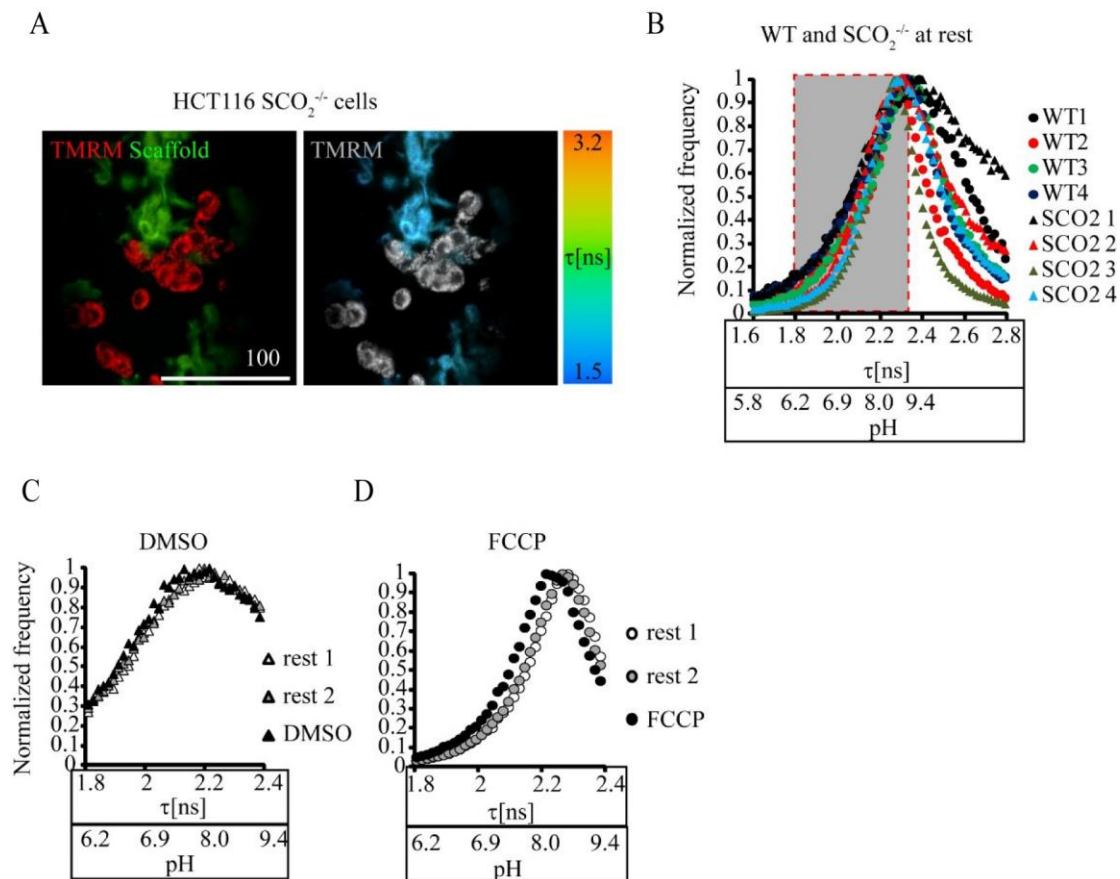 A
HCT116 SCO₂⁻/⁻ cells
TMRM Scaffold
100
TMRM
3.2
τ[ns]
1.5
B
WT and SCO₂⁻/⁻ at rest
Normalized frequency
1
0.9
0.8
0.7
0.6
0.5
0.4
0.3
0.2
0.1
0
1.6 1.8 2.0 2.2 2.4 2.6 2.8
τ[ns]
5.8 6.2 6.9 8.0 9.4
pH
WT1
WT2
WT3
WT4
SCO2 1
SCO2 2
SCO2 3
SCO2 4
C
DMSO
Normalized frequency
1
0.9
0.8
0.7
0.6
0.5
0.4
0.3
0.2
0.1
0
1.8 2 2.2 2.4
τ[ns]
6.2 6.9 8.0 9.4
pH
rest 1
rest 2
DMSO
D
FCCP
1
0.9
0.8
0.7
0.6
0.5
0.4
0.3
0.2
0.1
0
1.8 2 2.2 2.4
τ[ns]
6.2 6.9 8.0 9.4
pH
rest 1
rest 2
FCCP